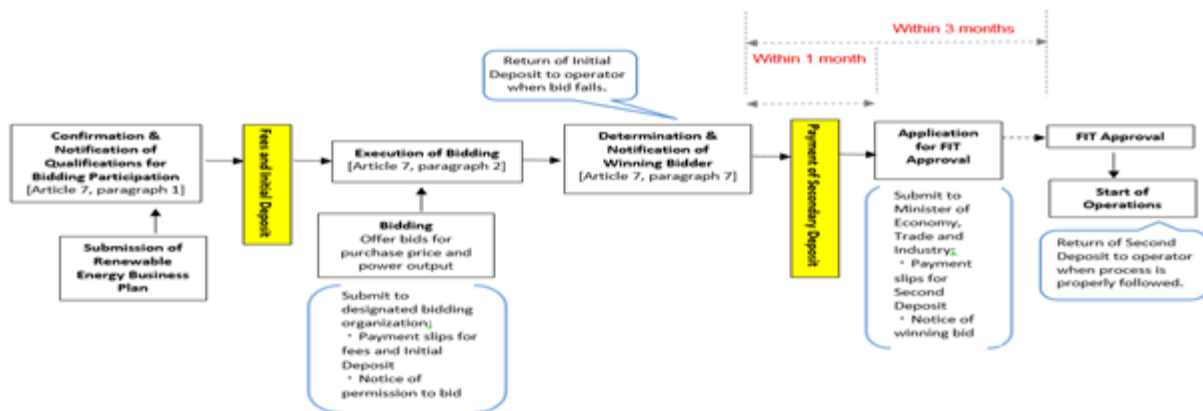 Within 3 months
Within 1 month
Return of Initial
Deposit to operator
when bid fails.
Confirmation &
Notification of
Qualifications for
Bidding Participation
[Article 7, paragraph 1]
Submission of
Renewable
Energy Business
Plan
Fees and Initial Deposit
Execution of Bidding
[Article 7, paragraph 2]
Bidding
Offer bids for
purchase price and
power output
Submit to
designated bidding
organization;
・Payment slips for
fees and Initial
Deposit
・Notice of
permission to bid
Determination &
Notification of
Winning Bidder
[Article 7, paragraph 7]
Payment of Secondary Deposit
Application
for FIT
Approval
Submit to
Minister of
Economy,
Trade and
Industry;
・Payment
slips for
Second
Deposit
・Notice of
winning bid
FIT Approval
Start of
Operations
Return of Second
Deposit to operator
when process is
properly followed.